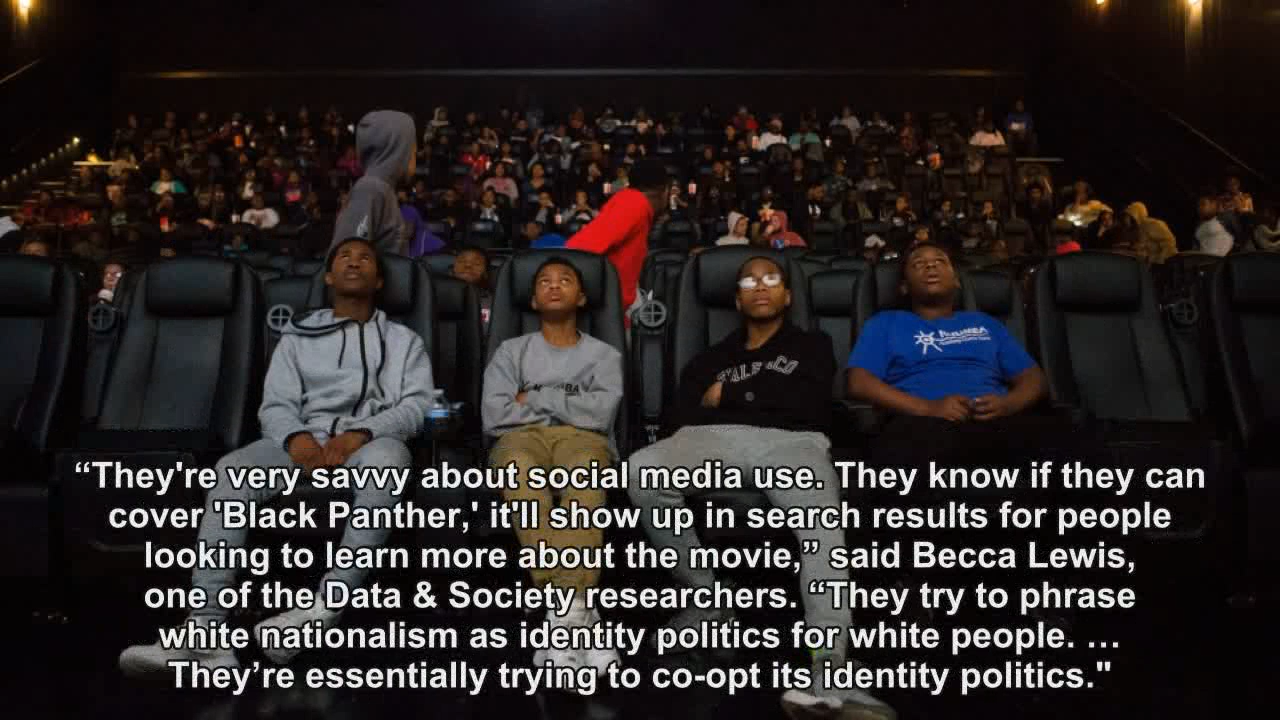 “They're very savvy about social media use. They know if they can
cover 'Black Panther,' it'll show up in search results for people
looking to learn more about the movie,” said Becca Lewis,
one of the Data & Society researchers. “They try to phrase
white nationalism as identity politics for white people. …
They’re essentially trying to co-opt its identity politics."